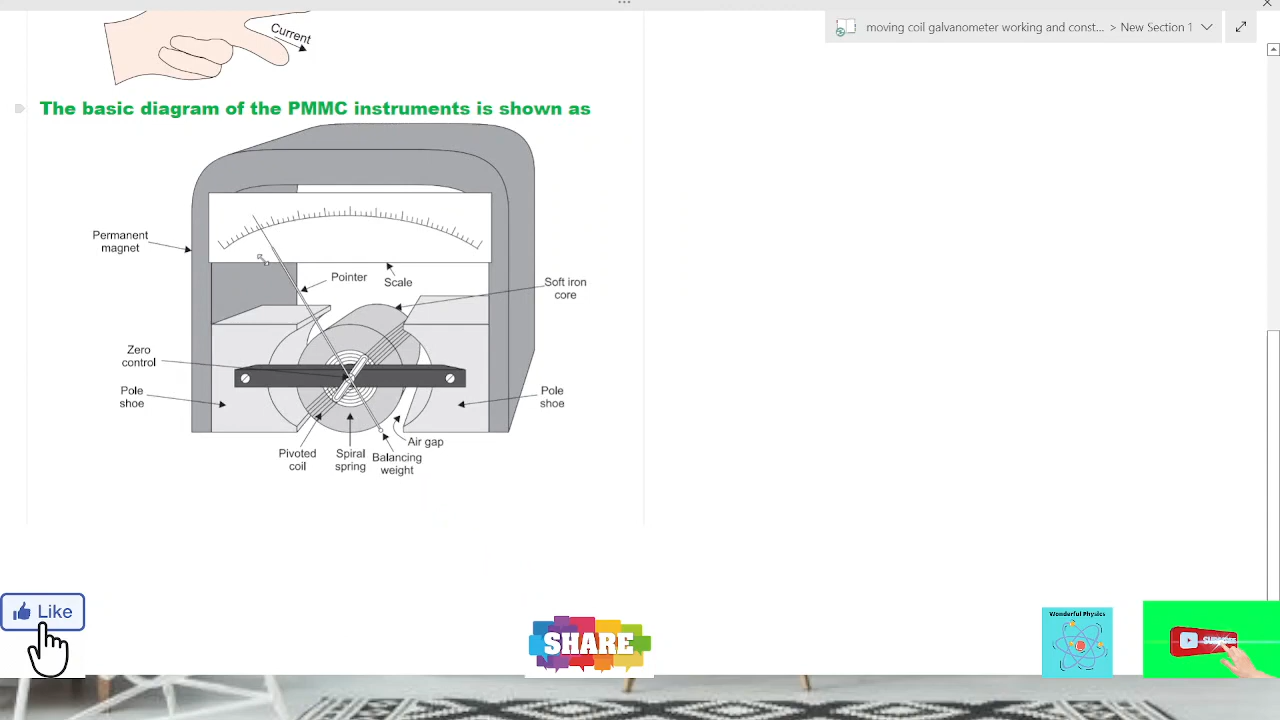 moving coil galvanometer working and const... > New Section 1
Current
The basic diagram of the PMMC instruments is shown as
Permanent
magnet
Pointer
Scale
Soft iron
core
Zero
control
Pole
shoe
Pole
shoe
Air gap
Pivoted
coil
Spiral
spring
Balancing
weight
Like
SHARE
Wonderful Physics